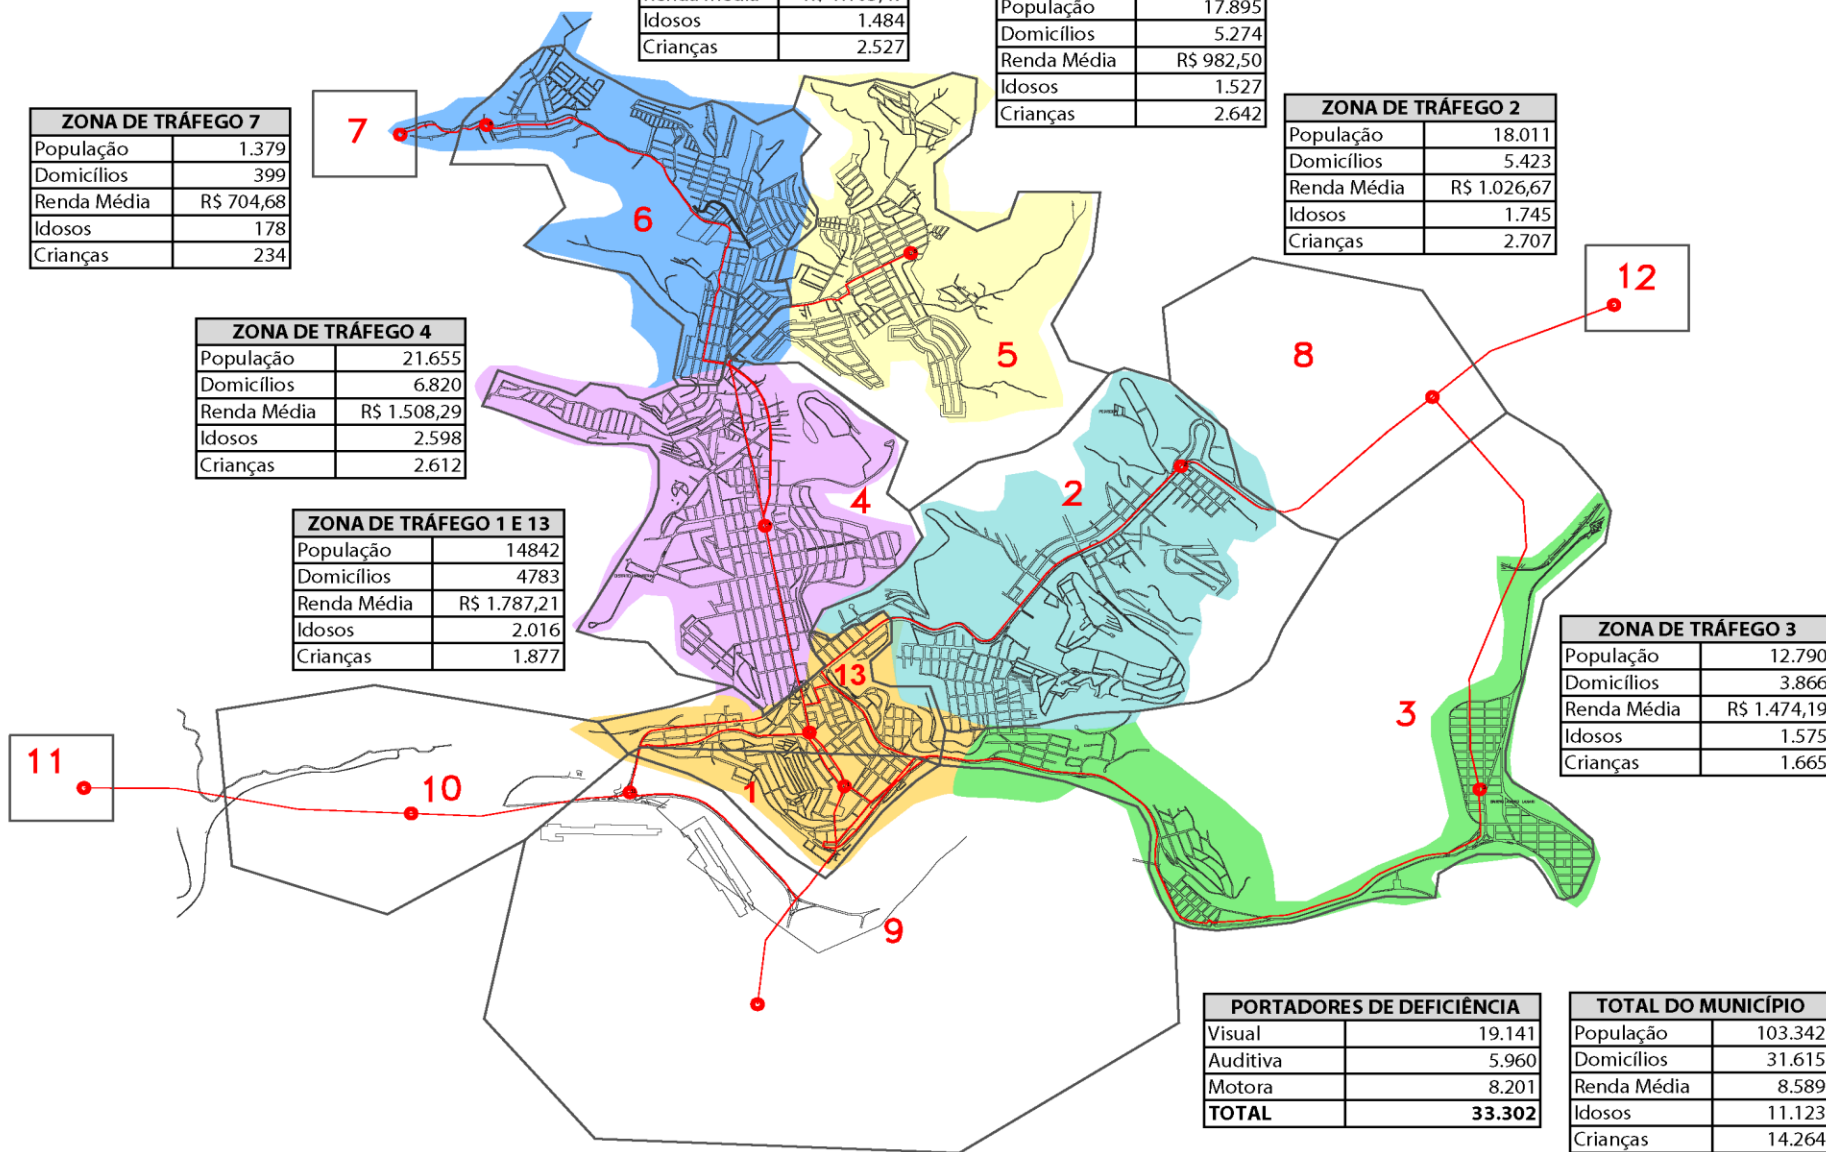 Idosos 1.484
Crianças 2.527
População 17.895
Domicílios 5.274
Renda Média R$ 982,50
Idosos 1.527
Crianças 2.642
ZONA DE TRÁFEGO 2
População 18.011
Domicílios 5.423
Renda Média R$ 1.026,67
Idosos 1.745
Crianças 2.707
ZONA DE TRÁFEGO 7
População 1.379
Domicílios 399
Renda Média R$ 704,68
Idosos 178
Crianças 234
7
6
12
5
8
ZONA DE TRÁFEGO 4
População 21.655
Domicílios 6.820
Renda Média R$ 1.508,29
Idosos 2.598
Crianças 2.612
4
2
ZONA DE TRÁFEGO 1 E 13
População 14842
Domicílios 4783
Renda Média R$ 1.787,21
Idosos 2.016
Crianças 1.877
13
3
ZONA DE TRÁFEGO 3
População 12.790
Domicílios 3.866
Renda Média R$ 1.474,19
Idosos 1.575
Crianças 1.665
11
10
1
9
PORTADORES DE DEFICIÊNCIA
Visual 19.141
Auditiva 5.960
Motora 8.201
TOTAL 33.302
TOTAL DO MUNICÍPIO
População 103.342
Domicílios 31.615
Renda Média 8.589
Idosos 11.123
Crianças 14.264